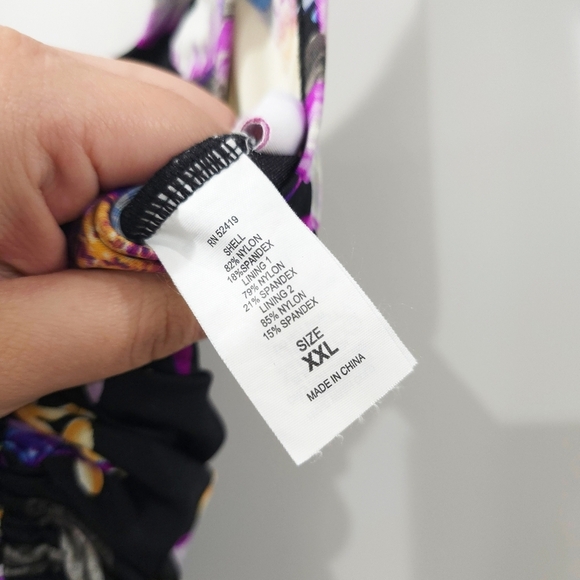 RN 52419
SHELL
82% NYLON
18%SPANDEX
LINING 1
79% NYLON
21% SPANDEX
LINING 2
85% NYLON
15% SPANDEX
SIZE
XXL
MADE IN CHINA